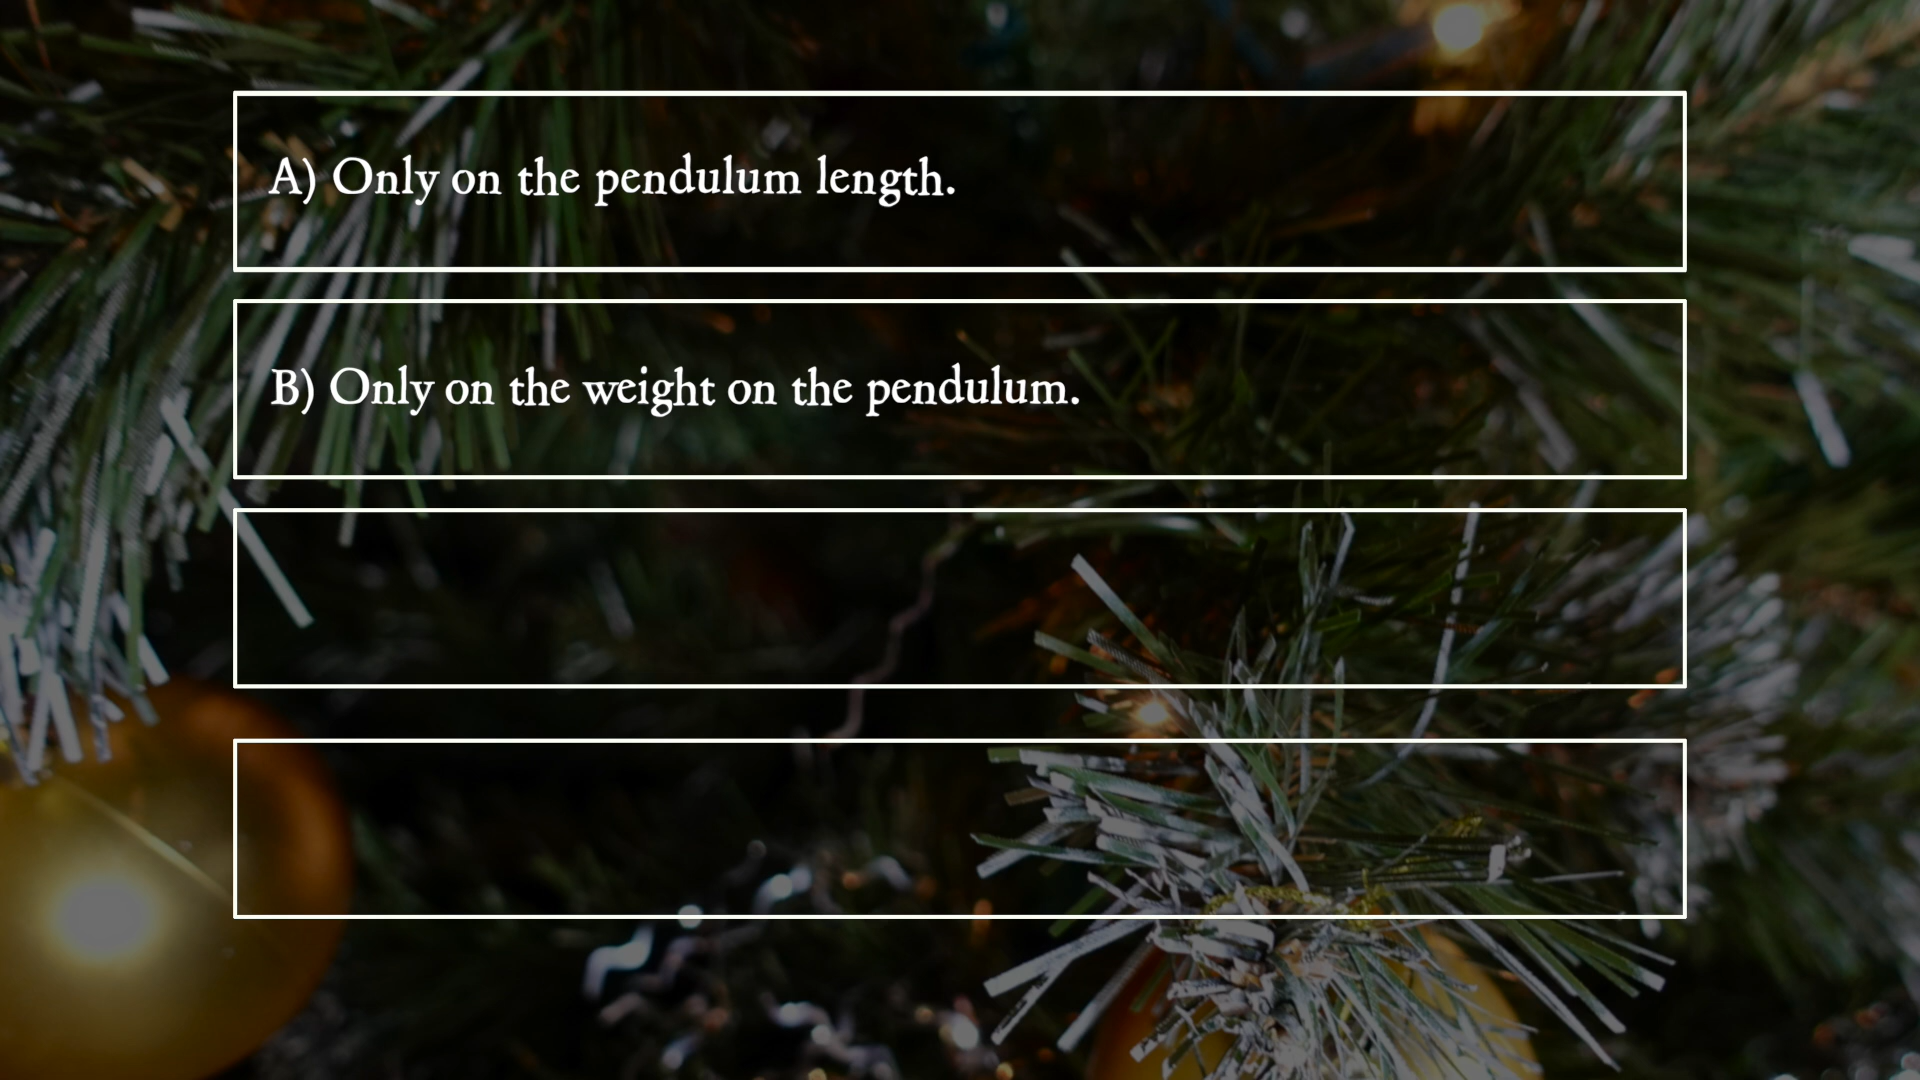 A) Only on the pendulum length.
B) Only on the weight on the pendulum.